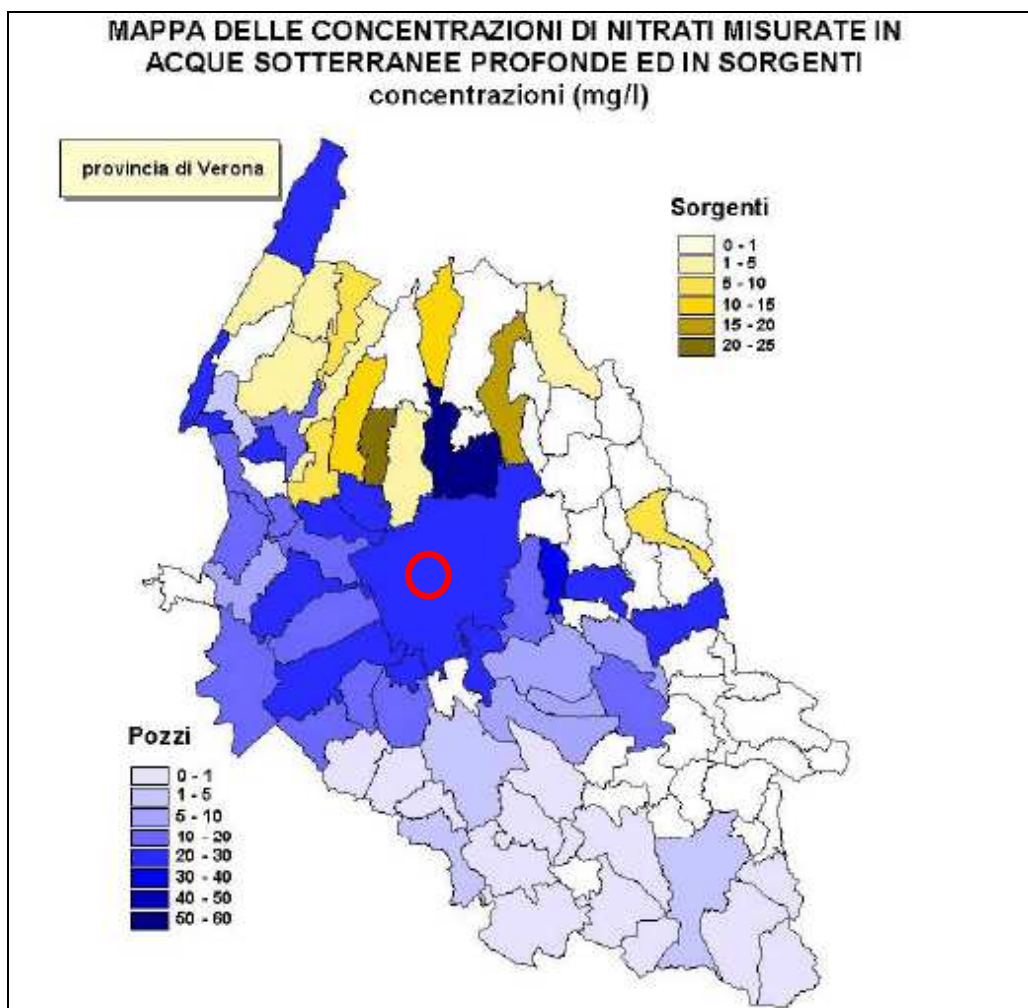 MAPPA DELLE CONCENTRAZIONI DI NITRATI MISURATE IN
ACQUE SOTTERRANEE PROFONDE ED IN SORGENTI
concentrazioni (mg/l)
provincia di Verona
Sorgenti
0 - 1
1 - 5
5 - 10
10 - 15
15 - 20
20 - 25
Pozzi
0 - 1
1 - 5
5 - 10
10 - 20
20 - 30
30 - 40
40 - 50
50 - 60